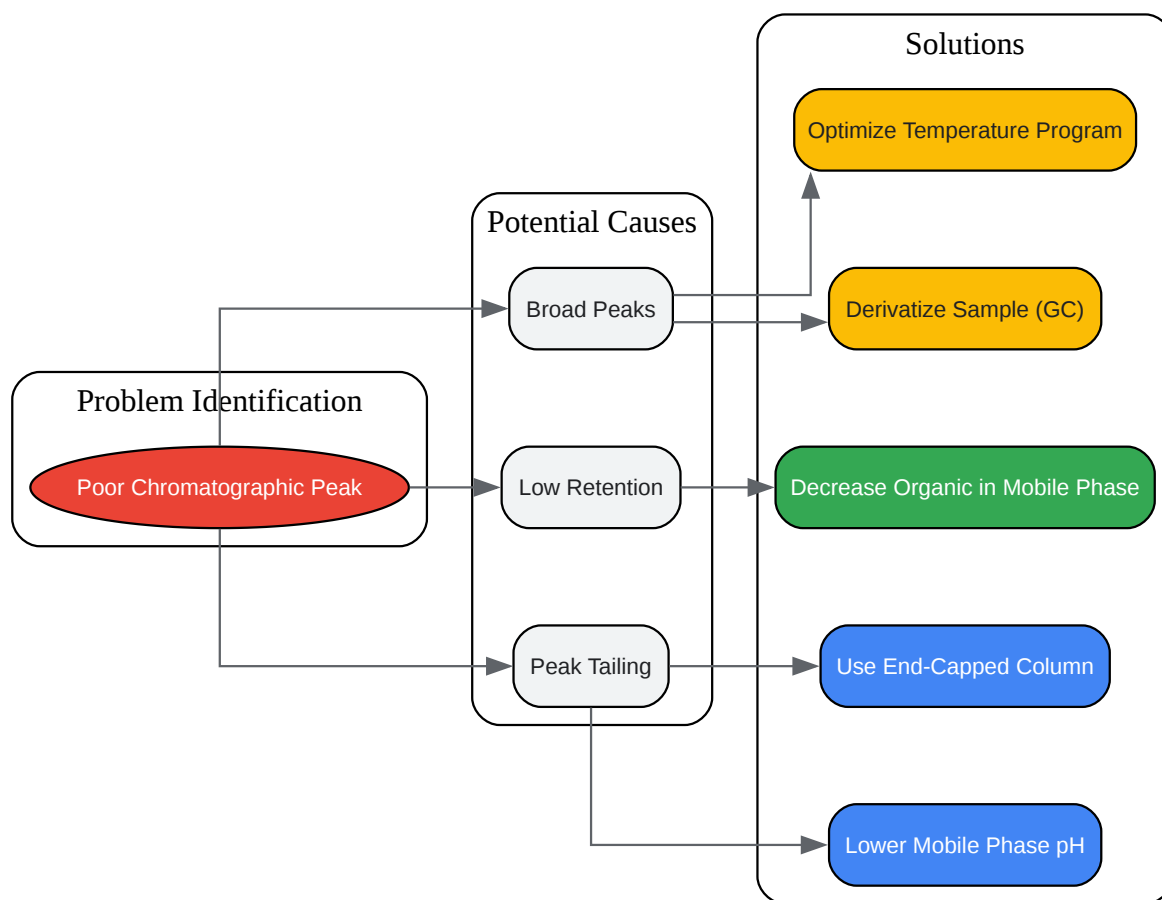 Problem Identification
Poor Chromatographic Peak
Potential Causes
Broad Peaks
Low Retention
Peak Tailing
Solutions
Optimize Temperature Program
Derivatize Sample (GC)
Decrease Organic in Mobile Phase
Use End-Capped Column
Lower Mobile Phase pH